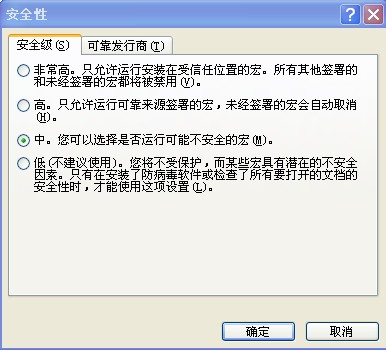 安全性
安全级(S) 可靠发行商(T)
非常高。只允许运行安装在受信任位置的宏。所有其他签署的
和未经签署的宏都将被禁用(V)。
高。只允许运行可靠来源签署的宏,未经签署的宏会自动取消
(H)。
中。您可以选择是否运行可能不安全的宏(M)。
低(不建议使用)。您将不受保护,而某些宏具有潜在的不安全
因素。只有在安装了防病毒软件或检查了所有要打开的文档的
安全性时,才能使用这项设置(L)。
确定 取消